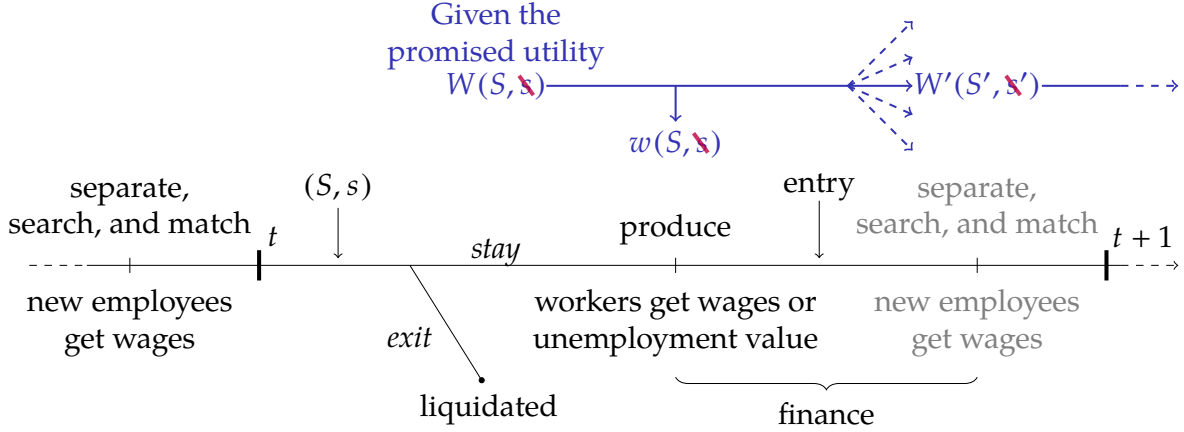 Given the
promised utility
W(S, s)
W′(S′, s′)
w(S, s)
separate,
search, and match
(S, s)
entry
separate,
search, and match
t
stay
produce
t + 1
new employees
get wages
exit
workers get wages or
unemployment value
new employees
get wages
liquidated
finance